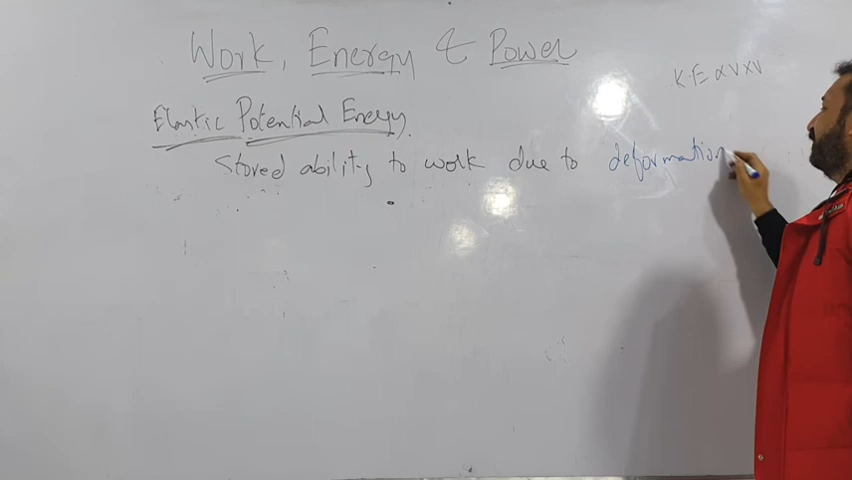 Work, Energy & Power
K.E ∝ V x V
Elastic Potential Energy.
Stored ability to work due to deformation